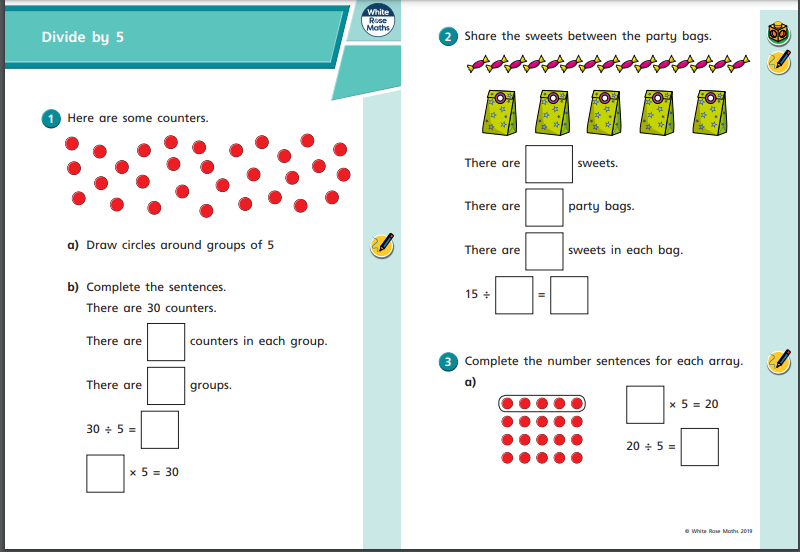 Divide by 5
White
Rose
Maths
1 Here are some counters.
a) Draw circles around groups of 5
b) Complete the sentences.
There are 30 counters.
There are counters in each group.
There are groups.
30 ÷ 5 =
× 5 = 30
2 Share the sweets between the party bags.
There are sweets.
There are party bags.
There are sweets in each bag.
15 ÷ =
3 Complete the number sentences for each array.
a)
× 5 = 20
20 ÷ 5 =
© White Rose Maths 2019